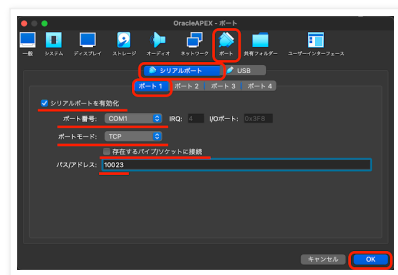 OracleAPEX - ポート
一般 システム ディスプレイ ストレージ オーディオ ネットワーク ポート 共有フォルダー ユーザーインターフェース
シリアルポート USB
ポート 1 ポート 2 ポート 3 ポート 4
シリアルポートを有効化
ポート番号: COM1 IRQ: 4 I/Oポート: 0x3F8
ポートモード: TCP
存在するパイプ/ソケットに接続
パス/アドレス: 10023
キャンセル OK